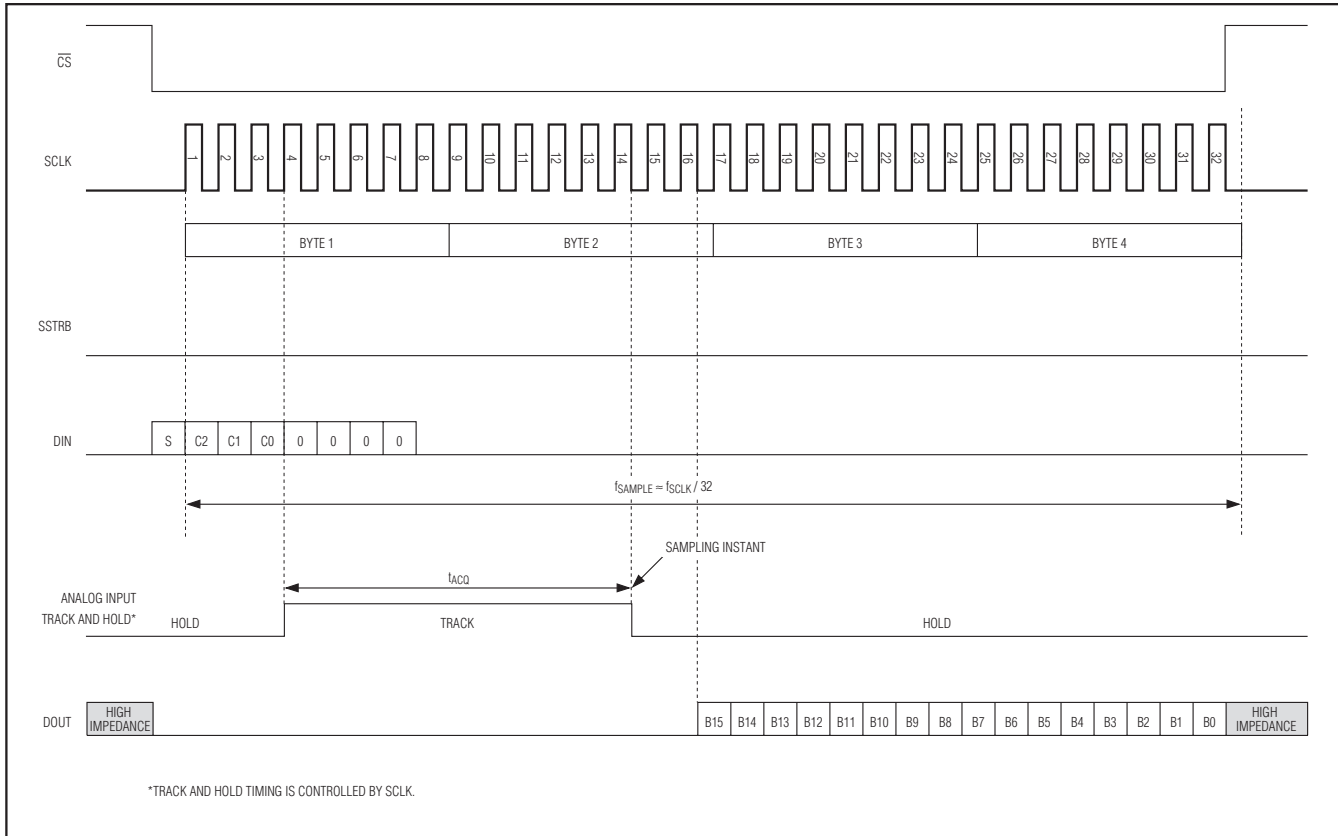 CS
SCLK
1 2 3 4 5 6 7 8 9 10 11 12 13 14 15 16 17 18 19 20 21 22 23 24 25 26 27 28 29 30 31 32
BYTE 1 BYTE 2 BYTE 3 BYTE 4
SSTRB
DIN S C2 C1 C0 0 0 0 0
fSAMPLE = fSCLK / 32
SAMPLING INSTANT
tACQ
ANALOG INPUT
TRACK AND HOLD*
HOLD TRACK HOLD
DOUT
HIGH
IMPEDANCE
B15 B14 B13 B12 B11 B10 B9 B8 B7 B6 B5 B4 B3 B2 B1 B0
HIGH
IMPEDANCE
*TRACK AND HOLD TIMING IS CONTROLLED BY SCLK.